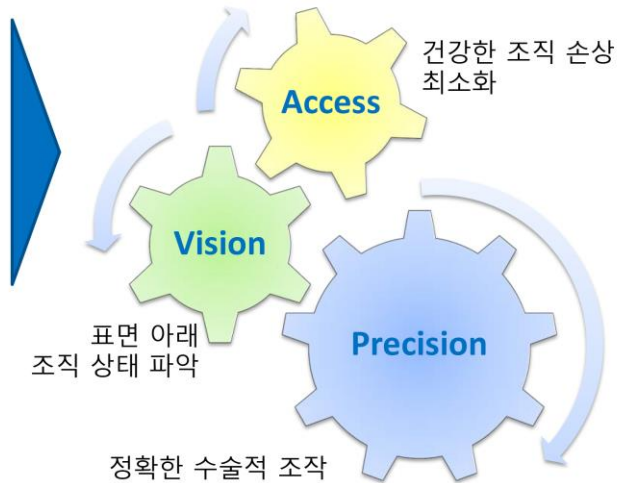 Access
건강한 조직 손상
최소화
Vision
표면 아래
조직 상태 파악
Precision
정확한 수술적 조작